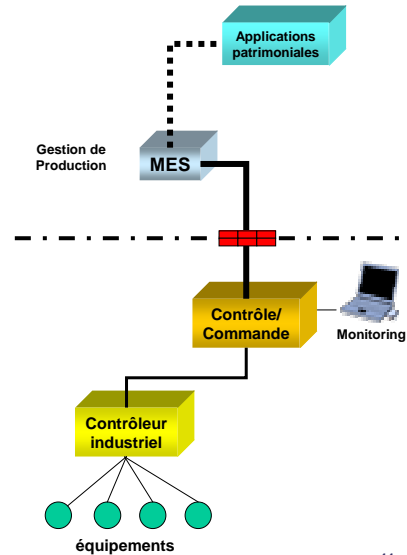 Applications
patrimoniales
Gestion de
Production
MES
Contrôle/
Commande
Monitoring
Contrôleur
industriel
équipements